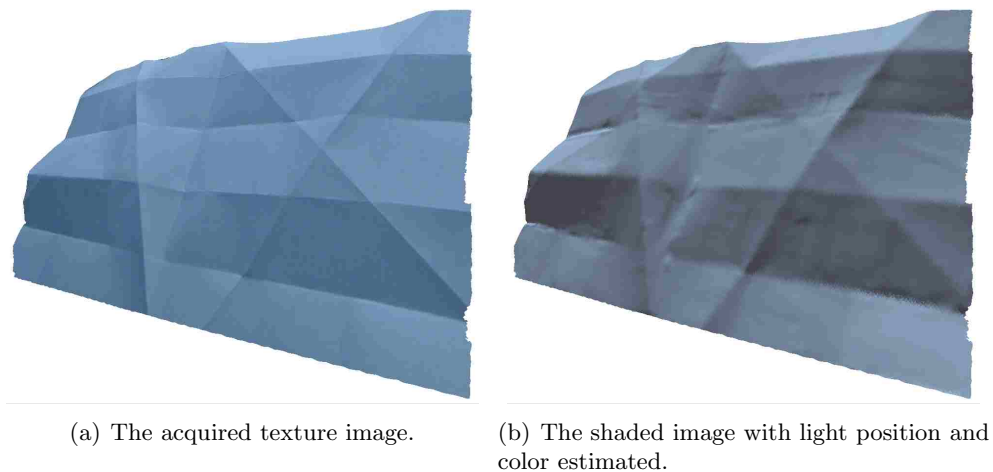 (a) The acquired texture image.
(b) The shaded image with light position and
color estimated.